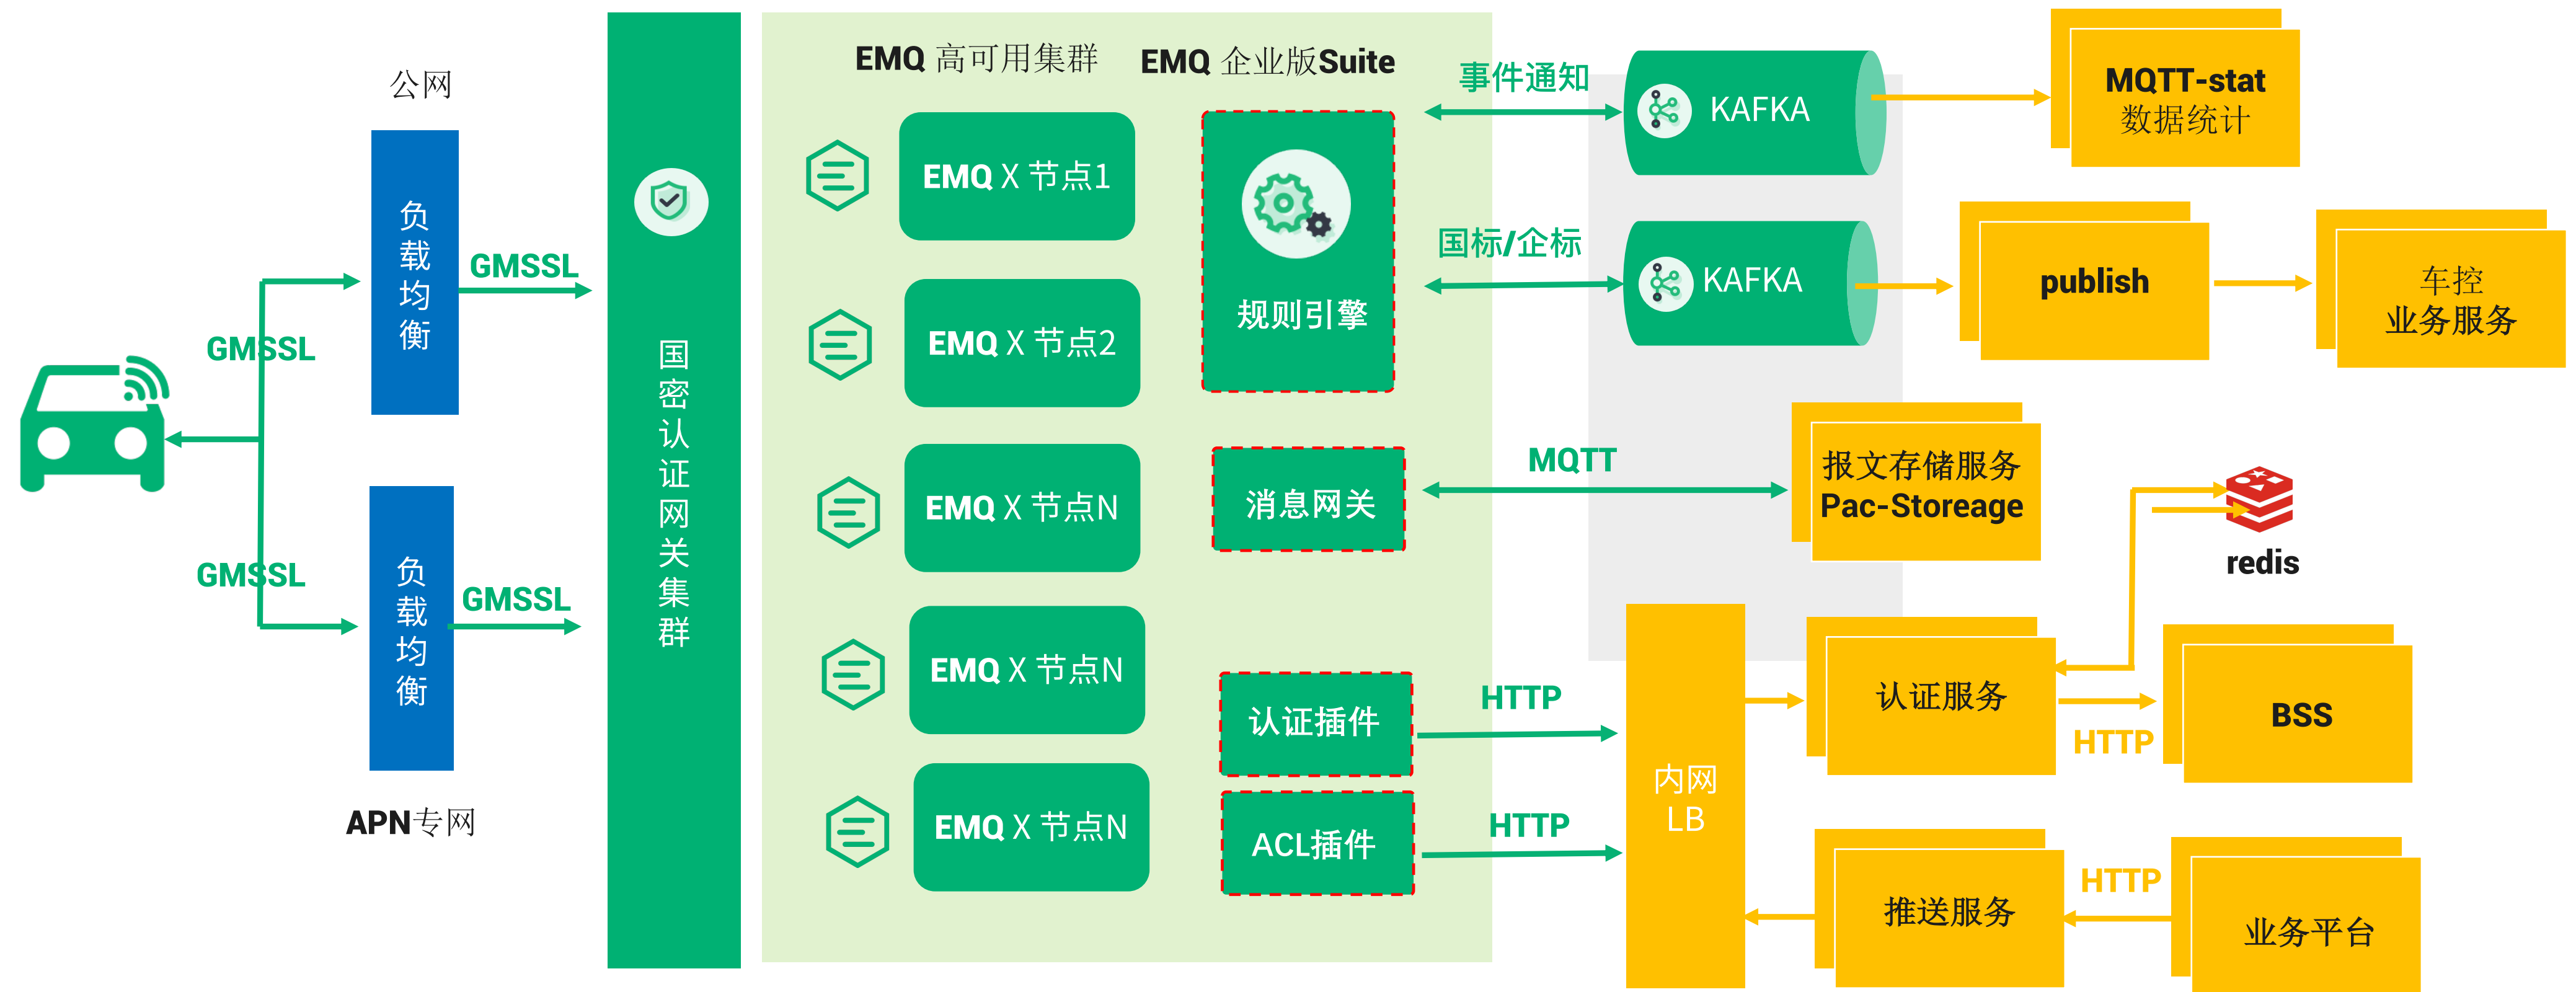 公网
负载均衡
GMSSL
GMSSL
GMSSL
负载均衡
GMSSL
APN专网
国密认证网关集群
EMQ 高可用集群
EMQ X 节点1
EMQ X 节点2
EMQ X 节点N
EMQ X 节点N
EMQ X 节点N
EMQ 企业版Suite
规则引擎
消息网关
认证插件
ACL插件
事件通知
国标/企标
MQTT
HTTP
HTTP
KAFKA
KAFKA
MQTT-stat
数据统计
publish
车控
业务服务
报文存储服务
Pac-Storeage
redis
内网
LB
认证服务
HTTP
BSS
推送服务
HTTP
业务平台